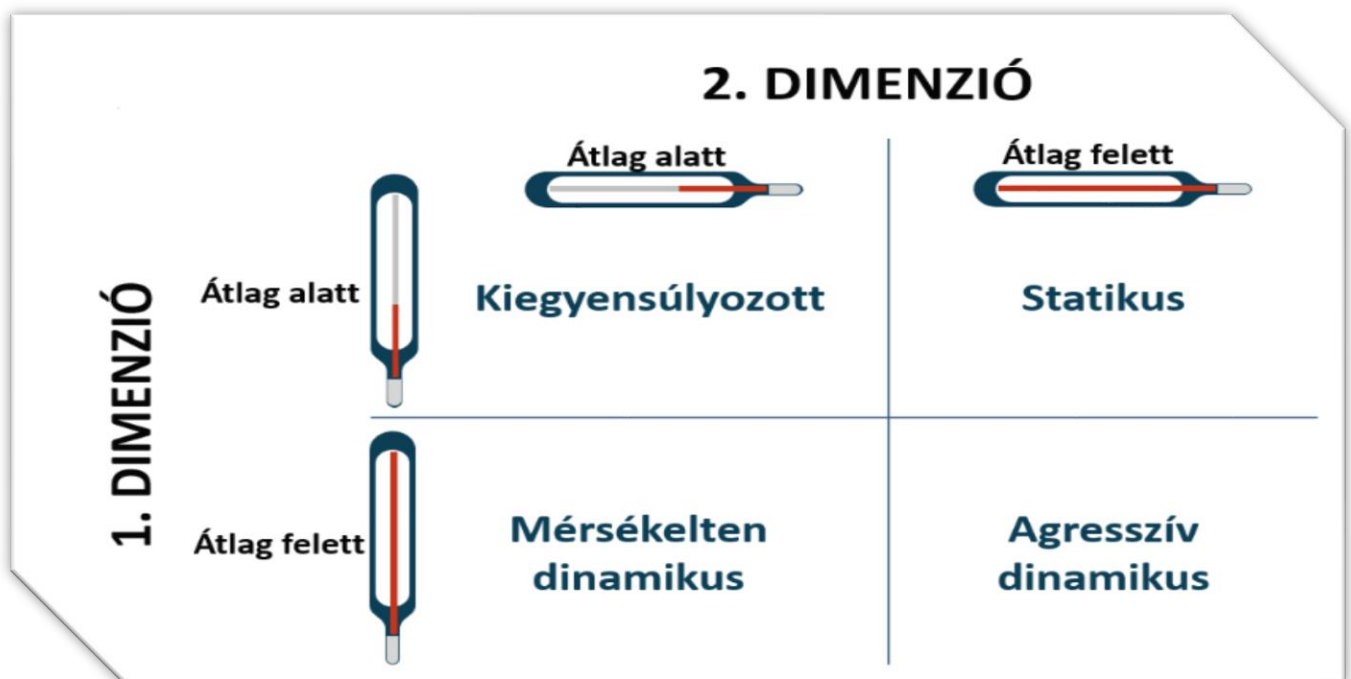 2. DIMENZIÓ
Átlag alatt
Átlag felett
1. DIMENZIÓ
Átlag alatt
Kiegyensúlyozott
Statikus
Átlag felett
Mérsékelten
dinamikus
Agresszív
dinamikus